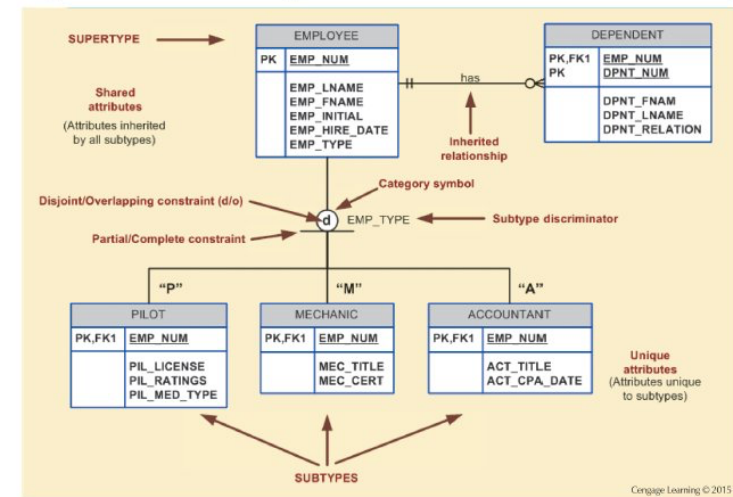 SUPERTYPE
EMPLOYEE
PK EMP_NUM
EMP_LNAME
EMP_FNAME
EMP_INITIAL
EMP_HIRE_DATE
EMP_TYPE
Shared
attributes
(Attributes inherited
by all subtypes)
has
Inherited
relationship
DEPENDENT
PK,FK1 EMP_NUM
PK DPNT_NUM
DPNT_FNAM
DPNT_LNAME
DPNT_RELATION
Category symbol
Disjoint/Overlapping constraint (d/o)
d EMP_TYPE
Subtype discriminator
Partial/Complete constraint
“P”
“M”
“A”
PILOT
PK,FK1 EMP_NUM
PIL_LICENSE
PIL_RATINGS
PIL_MED_TYPE
MECHANIC
PK,FK1 EMP_NUM
MEC_TITLE
MEC_CERT
ACCOUNTANT
PK,FK1 EMP_NUM
ACT_TITLE
ACT_CPA_DATE
Unique
attributes
(Attributes unique
to subtypes)
SUBTYPES
Cengage Learning © 2015